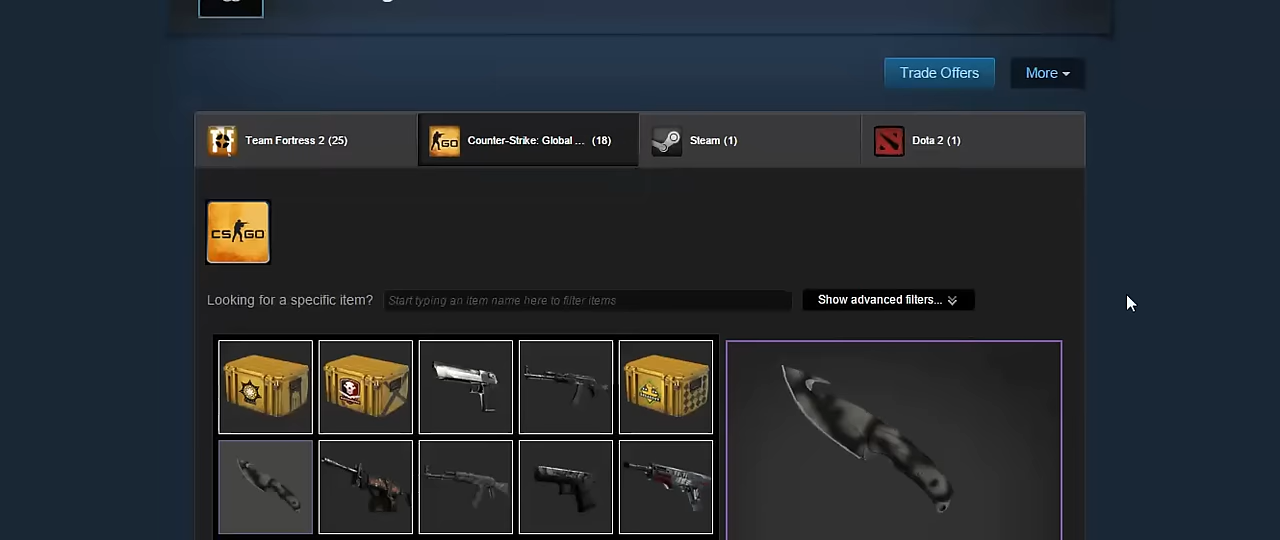 Trade Offers
More
Team Fortress 2 (25)
Counter-Strike: Global ... (18)
Steam (1)
Dota 2 (1)
CS GO
Looking for a specific item?
Start typing an item name here to filter items
Show advanced filters...